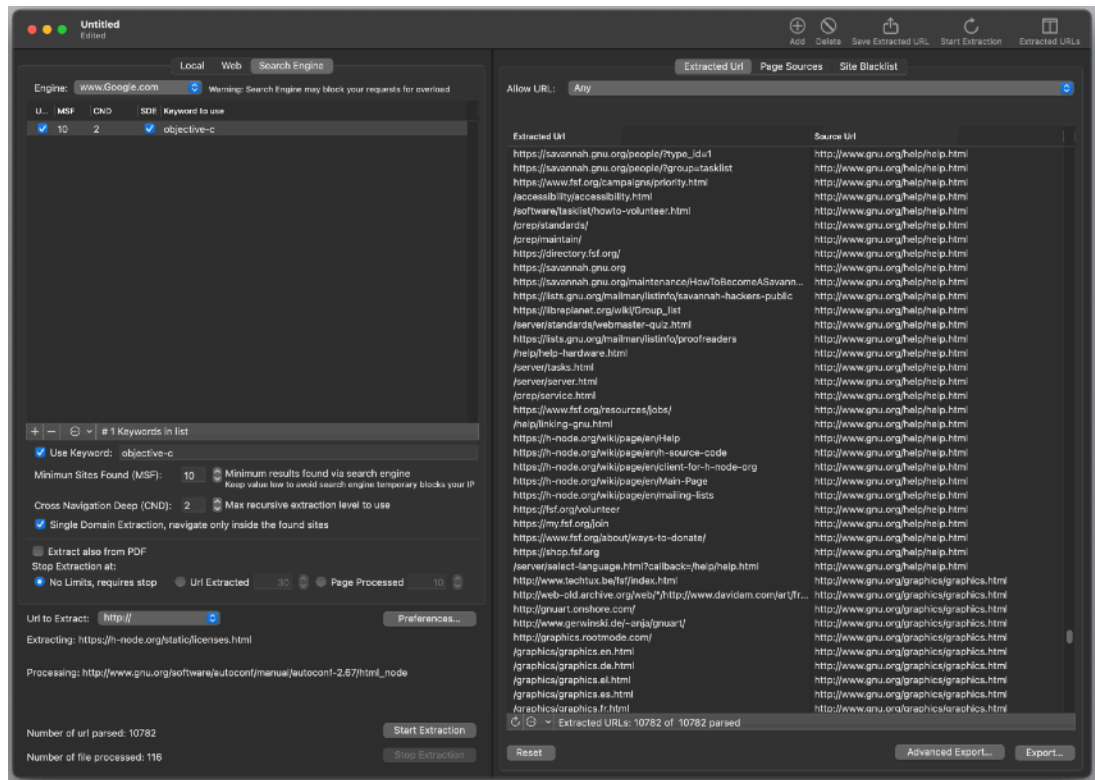 Untitled
Edited
Add
Delete
Save Extracted URL
Start Extraction
Extracted URLs
Local
Web
Search Engine
Engine:
www.Google.com
Warning: Search Engine may block your requests for overload
U... MSF CND SDE Keyword to use
10 2 objective-c
# 1 Keywords in list
Use Keyword: objective-c
Minimun Sites Found (MSF): 10 Minimum results found via search engine
Keep value low to avoid search engine temporary blocks your IP
Cross Navigation Deep (CND): 2 Max recursive extraction level to use
Single Domain Extraction, navigate only inside the found sites
Extract also from PDF
Stop Extraction at:
No Limits, requires stop Url Extracted 30 Page Processed 10
Url to Extract: http:// Preferences...
Extracting: https://h-node.org/static/licenses.html
Processing: http://www.gnu.org/software/autoconf/manual/autoconf-2.67/html_node
Number of url parsed: 10782 Start Extraction
Number of file processed: 116 Stop Extraction
Extracted Url Page Sources Site Blacklist
Allow URL: Any
Extracted Url Source Url
https://savannah.gnu.org/people/?type_id=1 http://www.gnu.org/help/help.html
https://savannah.gnu.org/people/?group=tasklist http://www.gnu.org/help/help.html
https://www.fsf.org/campaigns/priority.html http://www.gnu.org/help/help.html
/accessibility/accessibility.html http://www.gnu.org/help/help.html
/software/tasklist/howto-volunteer.html http://www.gnu.org/help/help.html
/prep/standards/ http://www.gnu.org/help/help.html
/prep/maintain/ http://www.gnu.org/help/help.html
https://directory.fsf.org/ http://www.gnu.org/help/help.html
https://savannah.gnu.org http://www.gnu.org/help/help.html
https://savannah.gnu.org/maintenance/HowToBecomeASavann... http://www.gnu.org/help/help.html
https://lists.gnu.org/mailman/listinfo/savannah-hackers-public http://www.gnu.org/help/help.html
https://libreplanet.org/wiki/Group_list http://www.gnu.org/help/help.html
/server/standards/webmaster-quiz.html http://www.gnu.org/help/help.html
https://lists.gnu.org/mailman/listinfo/proofreaders http://www.gnu.org/help/help.html
/help/help-hardware.html http://www.gnu.org/help/help.html
/server/tasks.html http://www.gnu.org/help/help.html
/server/server.html http://www.gnu.org/help/help.html
/prep/service.html http://www.gnu.org/help/help.html
https://www.fsf.org/resources/jobs/ http://www.gnu.org/help/help.html
/help/linking-gnu.html http://www.gnu.org/help/help.html
https://h-node.org/wiki/page/en/Help http://www.gnu.org/help/help.html
https://h-node.org/wiki/page/en/h-source-code http://www.gnu.org/help/help.html
https://h-node.org/wiki/page/en/client-for-h-node-org http://www.gnu.org/help/help.html
https://h-node.org/wiki/page/en/Main-Page http://www.gnu.org/help/help.html
https://h-node.org/wiki/page/en/mailing-lists http://www.gnu.org/help/help.html
https://fsf.org/volunteer http://www.gnu.org/help/help.html
https://my.fsf.org/join http://www.gnu.org/help/help.html
https://www.fsf.org/about/ways-to-donate/ http://www.gnu.org/help/help.html
https://shop.fsf.org http://www.gnu.org/help/help.html
/server/select-language.html?callback=/help/help.html http://www.gnu.org/help/help.html
http://www.techtux.be/fsf/index.html http://www.gnu.org/graphics/graphics.html
http://web-old.archive.org/web/*/http://www.davidam.com/art/fr... http://www.gnu.org/graphics/graphics.html
http://gnuart.onshore.com/ http://www.gnu.org/graphics/graphics.html
http://www.gerwinski.de/~anja/gnuart/ http://www.gnu.org/graphics/graphics.html
http://graphics.rootmode.com/ http://www.gnu.org/graphics/graphics.html
/graphics/graphics.en.html http://www.gnu.org/graphics/graphics.html
/graphics/graphics.de.html http://www.gnu.org/graphics/graphics.html
/graphics/graphics.el.html http://www.gnu.org/graphics/graphics.html
/graphics/graphics.es.html http://www.gnu.org/graphics/graphics.html
/graphics/graphics.fr.html http://www.gnu.org/graphics/graphics.html
Extracted URLs: 10782 of 10782 parsed
Reset Advanced Export... Export...